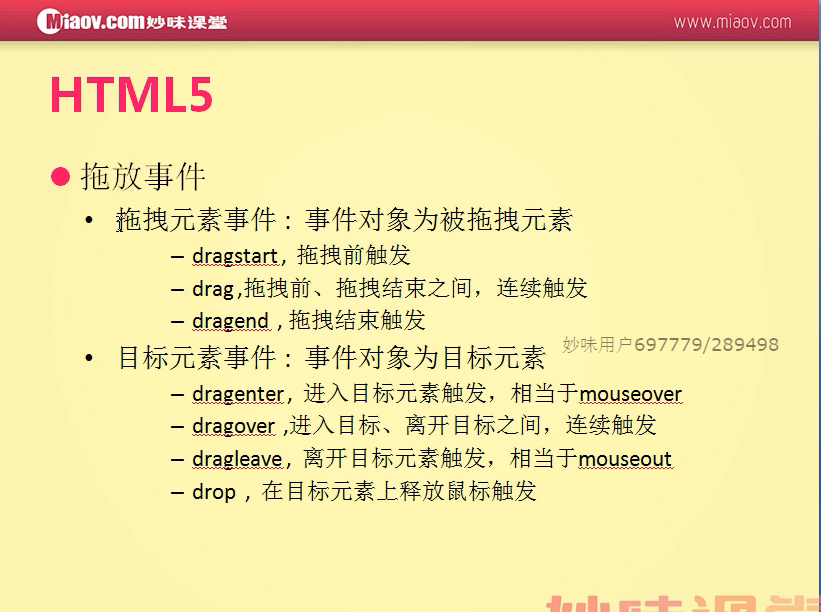 Miaov.com妙味课堂
www.miaov.com
HTML5
拖放事件
• 拖拽元素事件： 事件对象为被拖拽元素
– dragstart , 拖拽前触发
– drag ,拖拽前、拖拽结束之间，连续触发
– dragend , 拖拽结束触发
妙味用户697779/289498
• 目标元素事件： 事件对象为目标元素
– dragenter , 进入目标元素触发，相当于mouseover
– dragover ,进入目标、离开目标之间，连续触发
– dragleave , 离开目标元素触发，相当于mouseout
– drop , 在目标元素上释放鼠标触发
妙味课堂